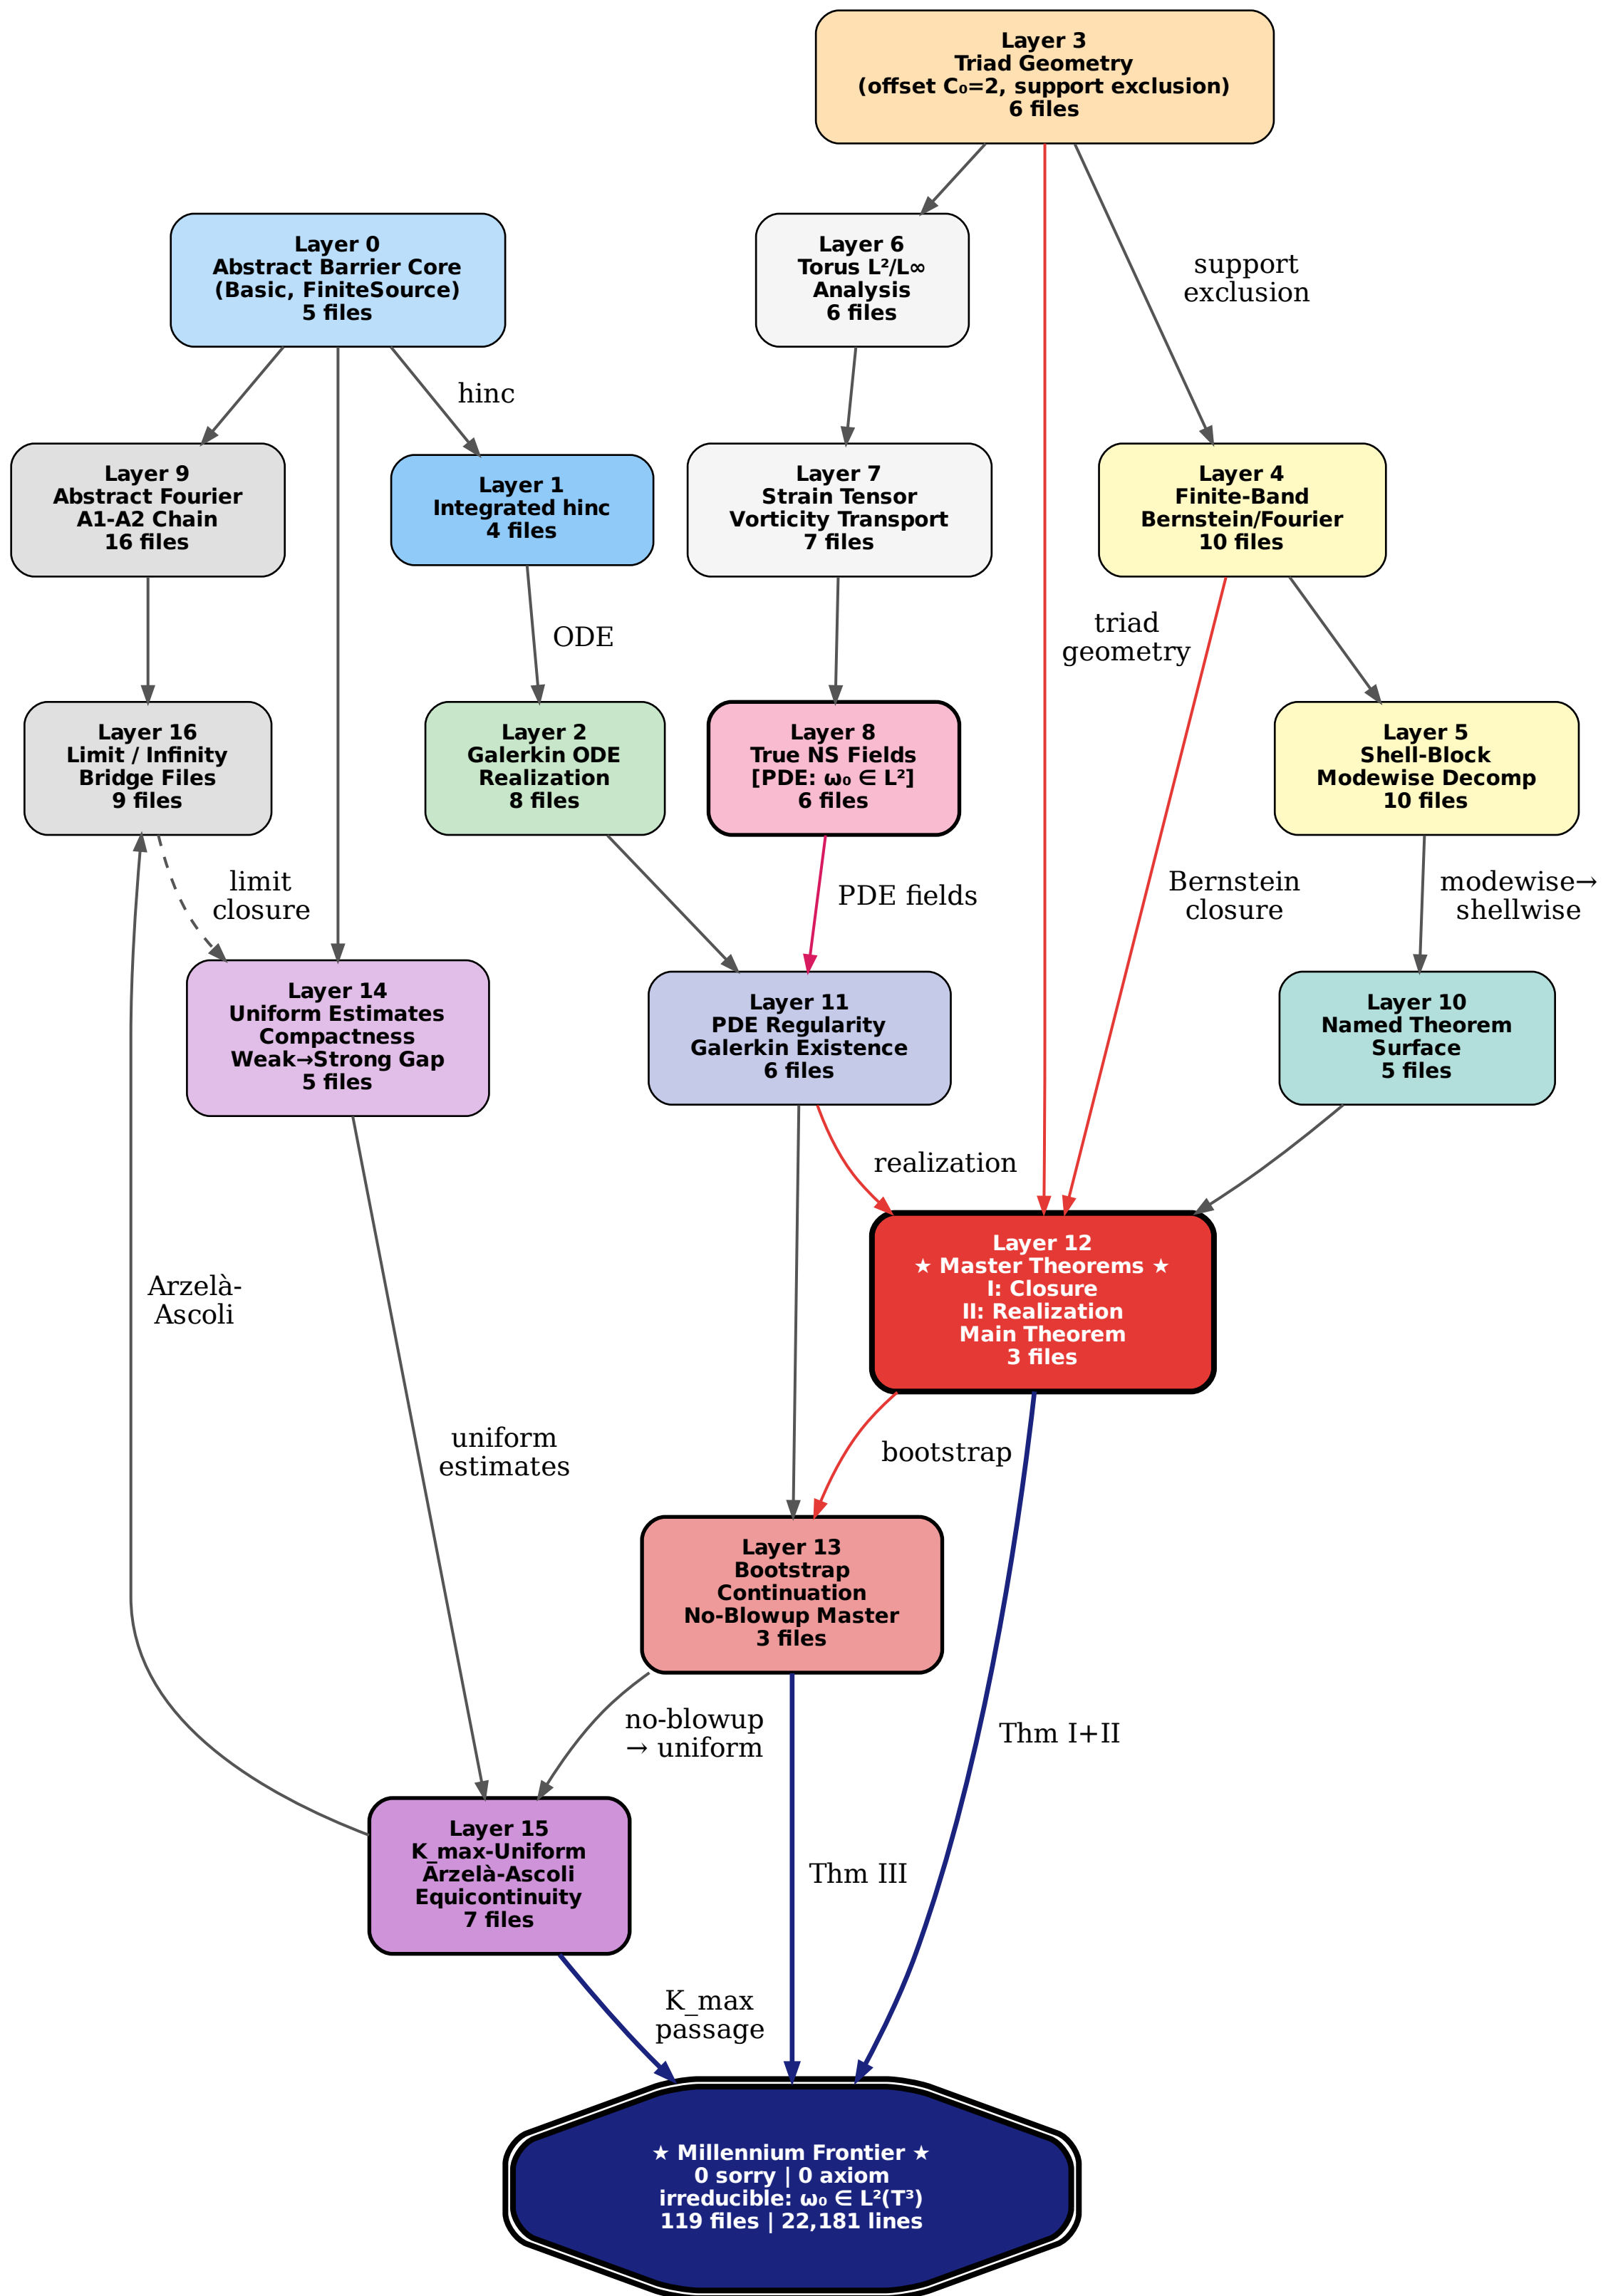 Layer 3
Triad Geometry
(offset C₀=2, support exclusion)
6 files
Layer 0
Abstract Barrier Core
(Basic, FiniteSource)
5 files
Layer 6
Torus L²/L∞
Analysis
6 files
support
exclusion
hinc
Layer 9
Abstract Fourier
A1-A2 Chain
16 files
Layer 1
Integrated hinc
4 files
Layer 7
Strain Tensor
Vorticity Transport
7 files
Layer 4
Finite-Band
Bernstein/Fourier
10 files
ODE
triad
geometry
Layer 16
Limit / Infinity
Bridge Files
9 files
Layer 2
Galerkin ODE
Realization
8 files
Layer 8
True NS Fields
[PDE: ω₀ ∈ L²]
6 files
Layer 5
Shell-Block
Modewise Decomp
10 files
limit
closure
PDE fields
Bernstein
closure
modewise→
shellwise
Layer 14
Uniform Estimates
Compactness
Weak→Strong Gap
5 files
Layer 11
PDE Regularity
Galerkin Existence
6 files
Layer 10
Named Theorem
Surface
5 files
realization
Arzelà-
Ascoli
Layer 12
★ Master Theorems ★
I: Closure
II: Realization
Main Theorem
3 files
uniform
estimates
bootstrap
Layer 13
Bootstrap
Continuation
No-Blowup Master
3 files
no-blowup
→ uniform
Thm I+II
Thm III
Layer 15
K_max-Uniform
Arzelà-Ascoli
Equicontinuity
7 files
K_max
passage
★ Millennium Frontier ★
0 sorry | 0 axiom
irreducible: ω₀ ∈ L²(T³)
119 files | 22,181 lines